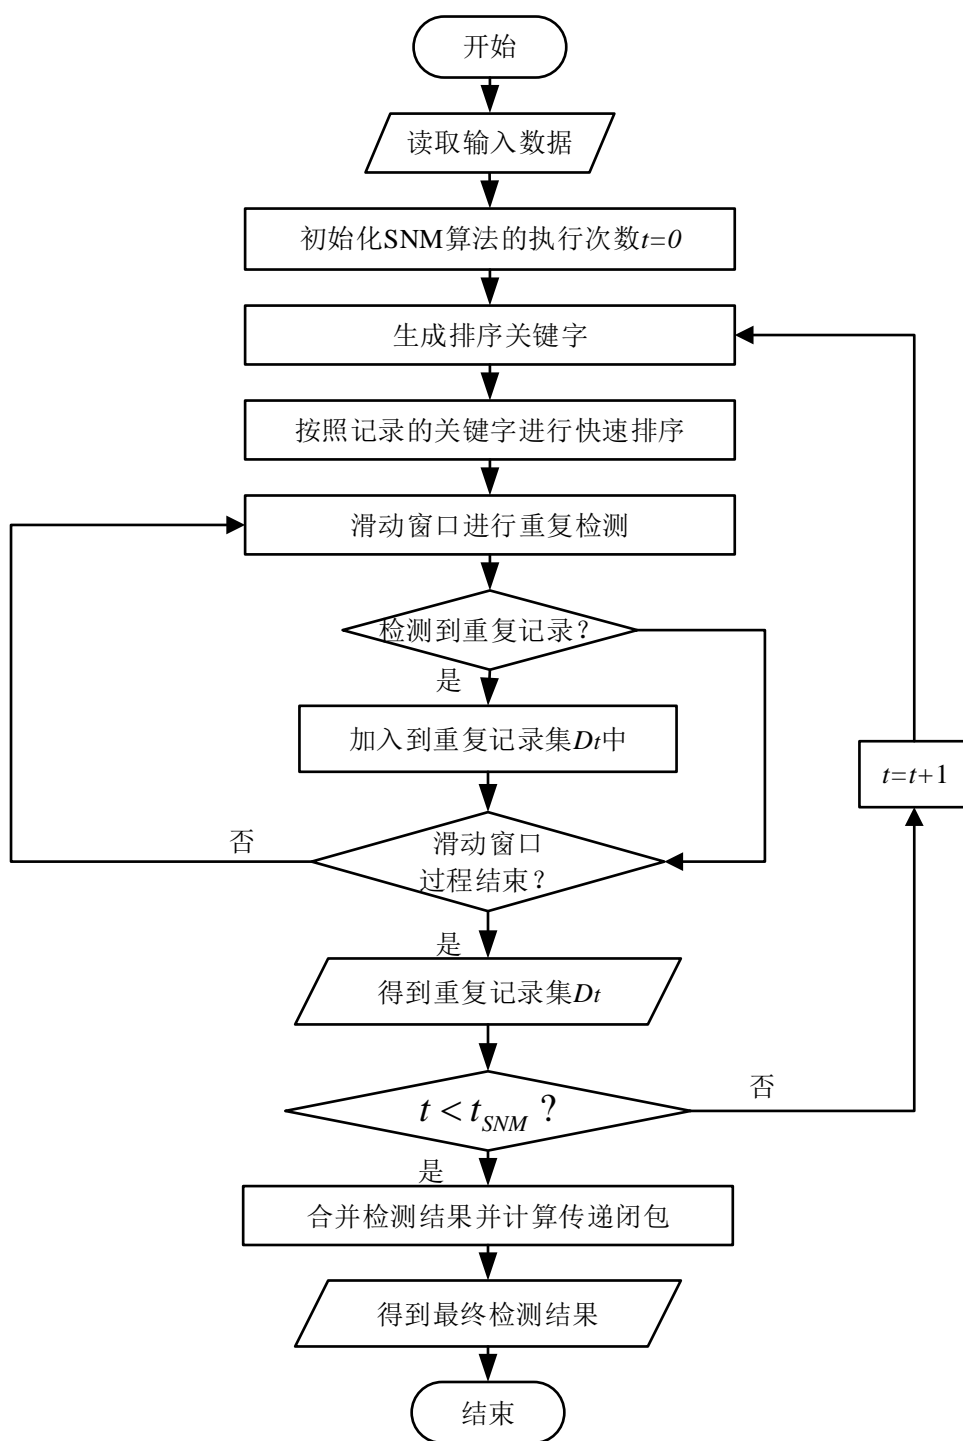 开始
读取输入数据
初始化SNM算法的执行次数t=0
生成排序关键字
按照记录的关键字进行快速排序
滑动窗口进行重复检测
检测到重复记录？
是
加入到重复记录集Dt中
t=t+1
否
滑动窗口
过程结束？
是
得到重复记录集Dt
否
t < t_SNM ?
是
合并检测结果并计算传递闭包
得到最终检测结果
结束